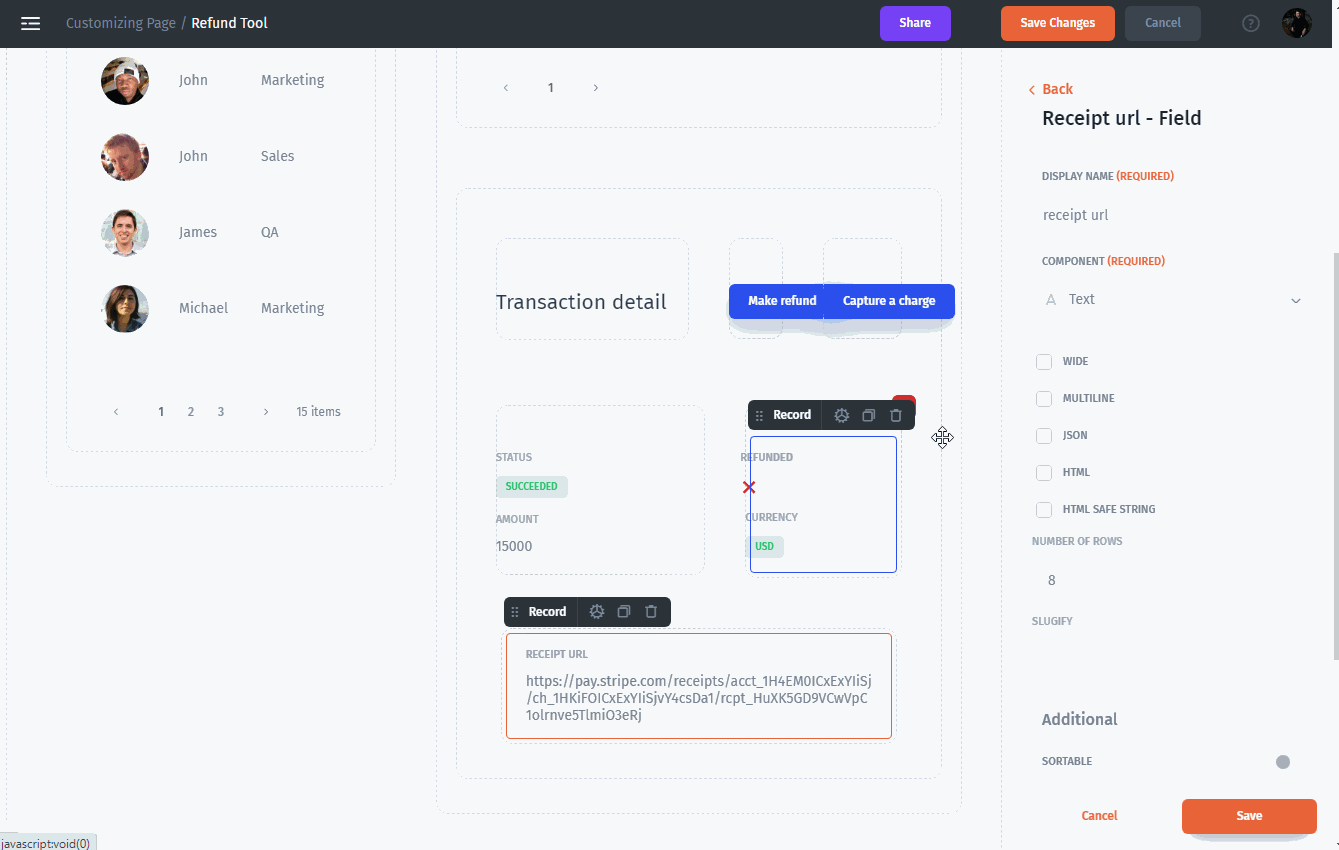 Customizing Page / Refund Tool
Share
Save Changes
Cancel
?
John
Marketing
John
Sales
James
QA
Michael
Marketing
< 1 2 3 > 15 items
< 1 >
Transaction detail
Make refund
Capture a charge
STATUS
SUCCEEDED
AMOUNT
15000
Record
REFUNDED
CURRENCY
USD
Record
RECEIPT URL
https://pay.stripe.com/receipts/acct_1H4EM0ICxExYIiSj
/ch_1HKiFOICxExYIiSjvY4csDa1/rcpt_HuXK5GD9VCwVpC
1olrnve5TlmiO3eRj
< Back
Receipt url - Field
DISPLAY NAME (REQUIRED)
receipt url
COMPONENT (REQUIRED)
A Text
WIDE
MULTILINE
JSON
HTML
HTML SAFE STRING
NUMBER OF ROWS
8
SLUGIFY
Additional
SORTABLE
Cancel
Save
javascript:void(0)